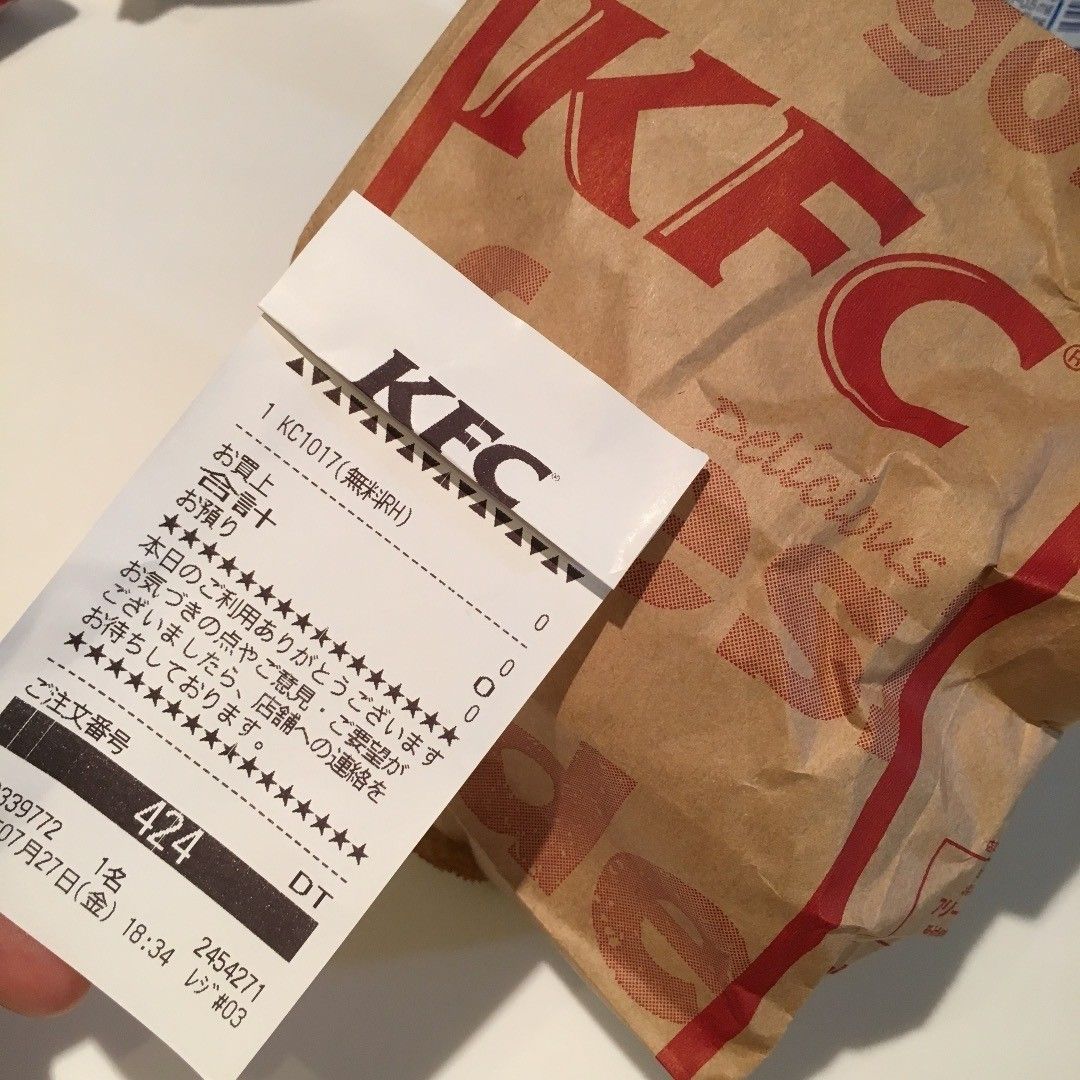 KFC
Delicious
KFC
1 KC1017(無料RH) 0
お買上 0
合計 0
お預り 0
★★★★★★★★★★★★★★★★
本日のご利用ありがとうございます
お気づきの点やご意見・ご要望が
ございましたら、店舗への連絡を
お待ちしております。
★★★★★★★★★★★★★★★★
ご注文番号 DT
424
339772 1名 2454271
07月27日(金) 18:34 レジ#03